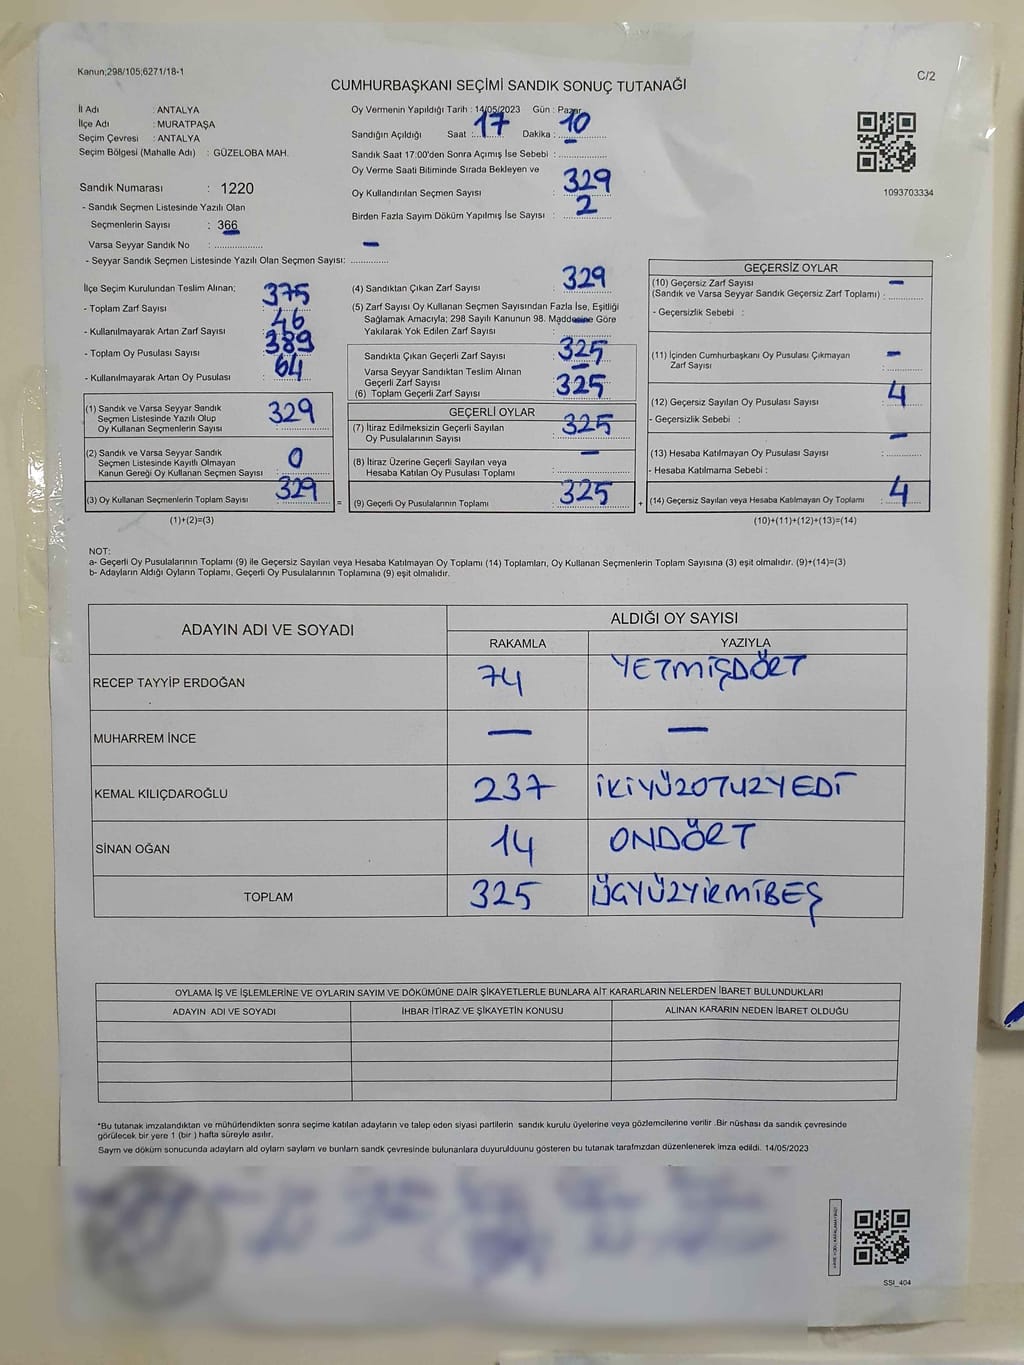 Kanun;298/105;6271/18-1
C/2
CUMHURBAŞKANI SEÇİMİ SANDIK SONUÇ TUTANAĞI
İl Adı : ANTALYA
İlçe Adı : MURATPAŞA
Seçim Çevresi : ANTALYA
Seçim Bölgesi (Mahalle Adı) : GÜZELOBA MAH.
Sandık Numarası : 1220
- Sandık Seçmen Listesinde Yazılı Olan
Seçmenlerin Sayısı : 366
Varsa Seyyar Sandık No : –
- Seyyar Sandık Seçmen Listesinde Yazılı Olan Seçmen Sayısı:
Oy Vermenin Yapıldığı Tarih : 14/05/2023 Gün : Pazar
Sandığın Açıldığı Saat : 17 Dakika : 10
Sandık Saat 17:00'den Sonra Açımış İse Sebebi : –
Oy Verme Saati Bitiminde Sırada Bekleyen ve
Oy Kullandırılan Seçmen Sayısı : 329
Birden Fazla Sayım Döküm Yapılmış İse Sayısı : 2
1093703334
İlçe Seçim Kurulundan Teslim Alınan;
- Toplam Zarf Sayısı : 375
- Kullanılmayarak Artan Zarf Sayısı : 46
- Toplam Oy Pusulası Sayısı : 389
- Kullanılmayarak Artan Oy Pusulası : 64
(1) Sandık ve Varsa Seyyar Sandık
Seçmen Listesinde Yazılı Olup
Oy Kullanan Seçmenlerin Sayısı : 329
(2) Sandık ve Varsa Seyyar Sandık
Seçmen Listesinde Kayıtlı Olmayan
Kanun Gereği Oy Kullanan Seçmen Sayısı : 0
(3) Oy Kullanan Seçmenlerin Toplam Sayısı : 329
(1)+(2)=(3)
(4) Sandıktan Çıkan Zarf Sayısı : 329
(5) Zarf Sayısı Oy Kullanan Seçmen Sayısından Fazla İse, Eşitliği
Sağlamak Amacıyla; 298 Sayılı Kanunun 98. Maddesine Göre
Yakılarak Yok Edilen Zarf Sayısı : –
Sandıkta Çıkan Geçerli Zarf Sayısı : 325
Varsa Seyyar Sandıktan Teslim Alınan
Geçerli Zarf Sayısı : –
(6) Toplam Geçerli Zarf Sayısı : 325
GEÇERLİ OYLAR
(7) İtiraz Edilmeksizin Geçerli Sayılan
Oy Pusulalarının Sayısı : 325
(8) İtiraz Üzerine Geçerli Sayılan veya
Hesaba Katılan Oy Pusulası Toplamı : –
= (9) Geçerli Oy Pusulalarının Toplamı : 325
GEÇERSİZ OYLAR
(10) Geçersiz Zarf Sayısı
(Sandık ve Varsa Seyyar Sandık Geçersiz Zarf Toplamı) : –
- Geçersizlik Sebebi :
(11) İçinden Cumhurbaşkanı Oy Pusulası Çıkmayan
Zarf Sayısı : –
(12) Geçersiz Sayılan Oy Pusulası Sayısı : 4
- Geçersizlik Sebebi :
(13) Hesaba Katılmayan Oy Pusulası Sayısı : –
- Hesaba Katılmama Sebebi :
+ (14) Geçersiz Sayılan veya Hesaba Katılmayan Oy Toplamı : 4
(10)+(11)+(12)+(13)=(14)
NOT:
a- Geçerli Oy Pusulalarının Toplamı (9) ile Geçersiz Sayılan veya Hesaba Katılmayan Oy Toplamı (14) Toplamları, Oy Kullanan Seçmenlerin Toplam Sayısına (3) eşit olmalıdır. (9)+(14)=(3)
b- Adayların Aldığı Oyların Toplamı, Geçerli Oy Pusulalarının Toplamına (9) eşit olmalıdır.
ADAYIN ADI VE SOYADI ALDIĞI OY SAYISI
RAKAMLA YAZIYLA
RECEP TAYYİP ERDOĞAN 74 YETMİŞDÖRT
MUHARREM İNCE — —
KEMAL KILIÇDAROĞLU 237 İKİYÜZOTUZYEDİ
SİNAN OĞAN 14 ONDÖRT
TOPLAM 325 ÜÇYÜZYİRMİBEŞ
OYLAMA İŞ VE İŞLEMLERİNE VE OYLARIN SAYIM VE DÖKÜMÜNE DAİR ŞİKAYETLERLE BUNLARA AİT KARARLARIN NELERDEN İBARET BULUNDUKLARI
ADAYIN ADI VE SOYADI İHBAR İTİRAZ VE ŞİKAYETİN KONUSU ALINAN KARARIN NEDEN İBARET OLDUĞU
*Bu tutanak imzalandıktan ve mühürlendikten sonra seçime katılan adayların ve talep eden siyasi partilerin sandık kurulu üyelerine veya gözlemcilerine verilir .Bir nüshası da sandık çevresinde
görülecek bir yere 1 (bir ) hafta süreyle asılır.
Sayım ve döküm sonucunda adayların ald oyların sayları ve bunların sandk çevresinde bulunanlara duyurulduunu gösteren bu tutanak tarafmzdan düzenlenerek imza edildi. 14/05/2023
SSI_404